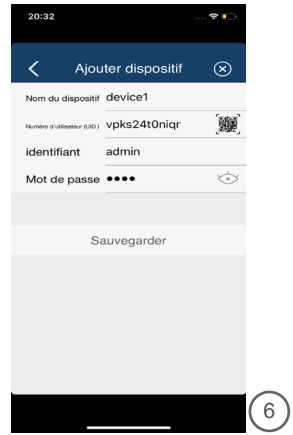 20:32
Ajouter dispositif
Nom du dispositif device1
Numéro d'utilisateur (UID) vpks24t0niqr
identifiant admin
Mot de passe ••••
Sauvegarder
6